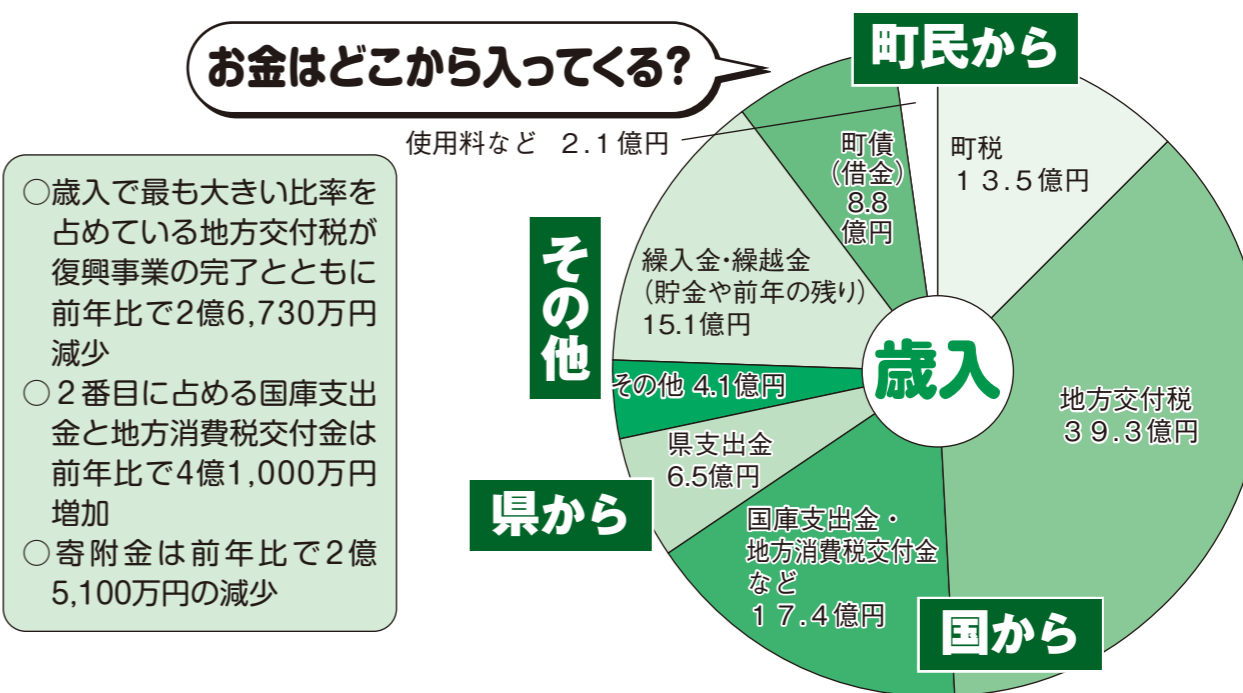 お金はどこから入ってくる？
○歳入で最も大きい比率を
占めている地方交付税が
復興事業の完了とともに
前年比で2億6,730万円
減少
○２番目に占める国庫支出
金と地方消費税交付金は
前年比で4億1,000万円
増加
○寄附金は前年比で2億
5,100万円の減少
町民から
使用料など 2.1億円
町税
１３.５億円
町債
（借金）
8.8
億円
その他
繰入金・繰越金
（貯金や前年の残り）
15.1億円
その他 4.1億円
歳入
地方交付税
３９.３億円
県支出金
6.5億円
県から
国庫支出金・
地方消費税交付金
など
１７.４億円
国から